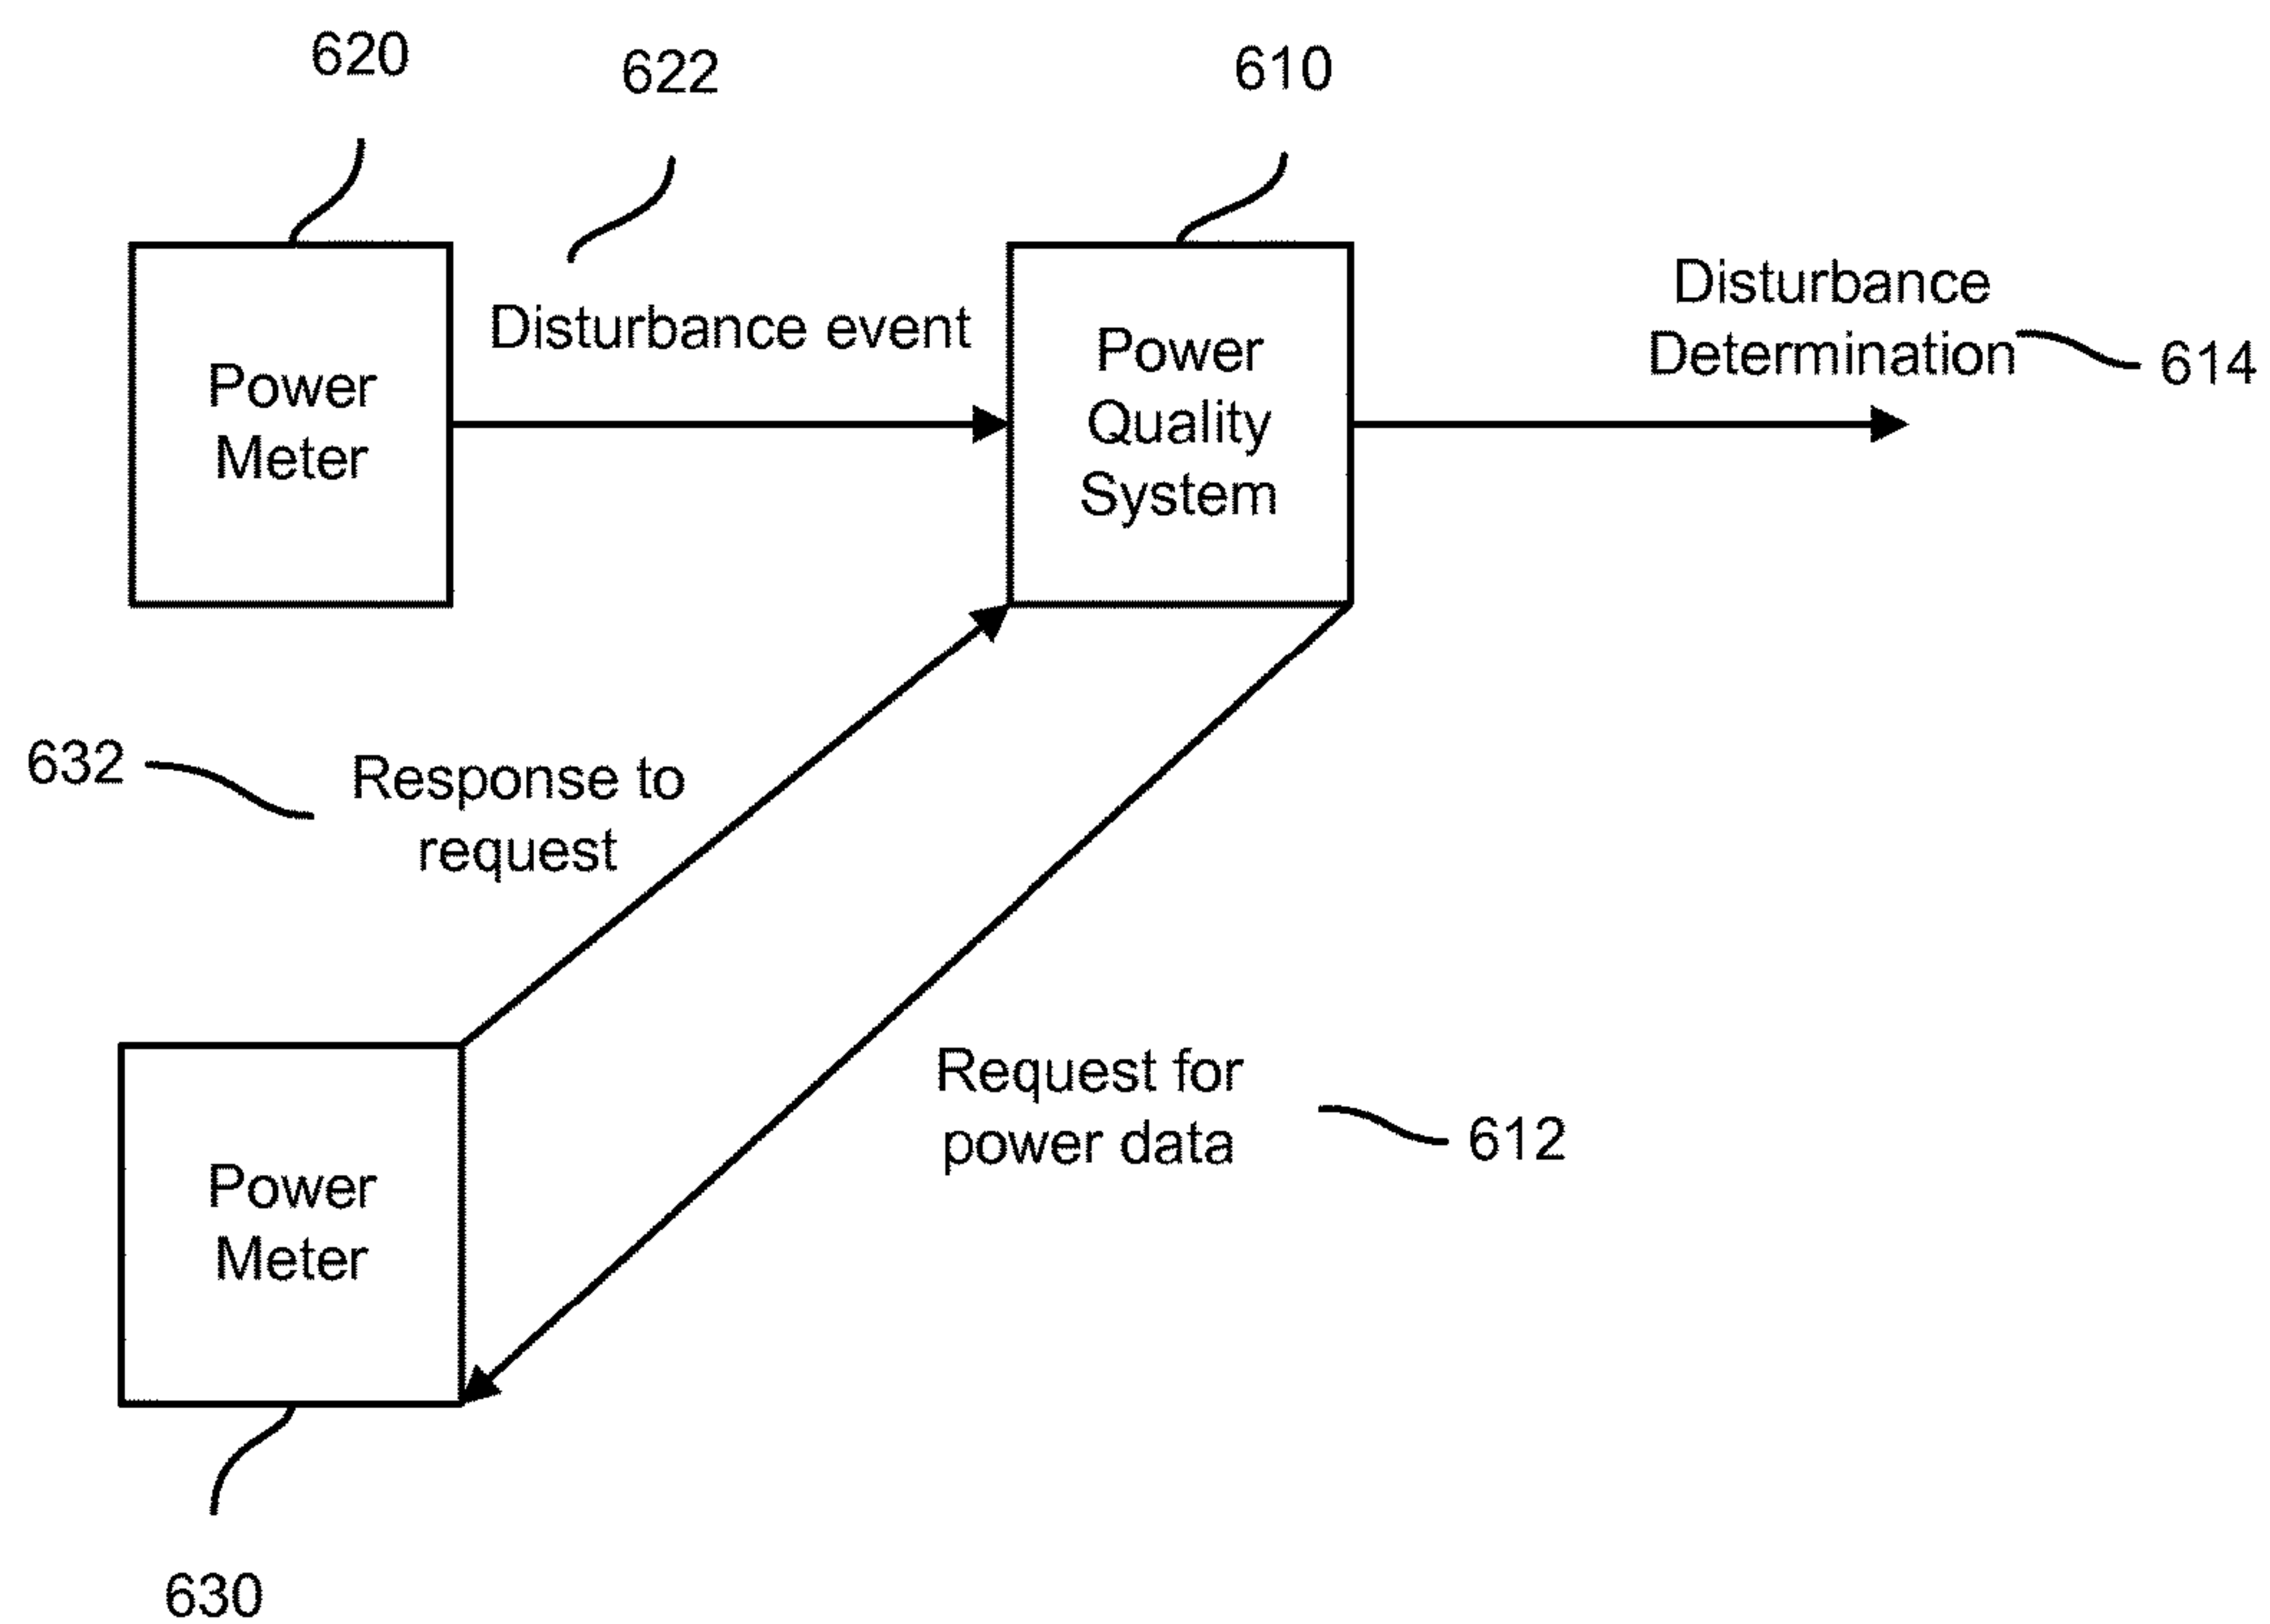 620
622
610
Disturbance event
Disturbance
Determination
614
Power
Meter
Power
Quality
System
632
Response to
request
Request for
power data
612
Power
Meter
630